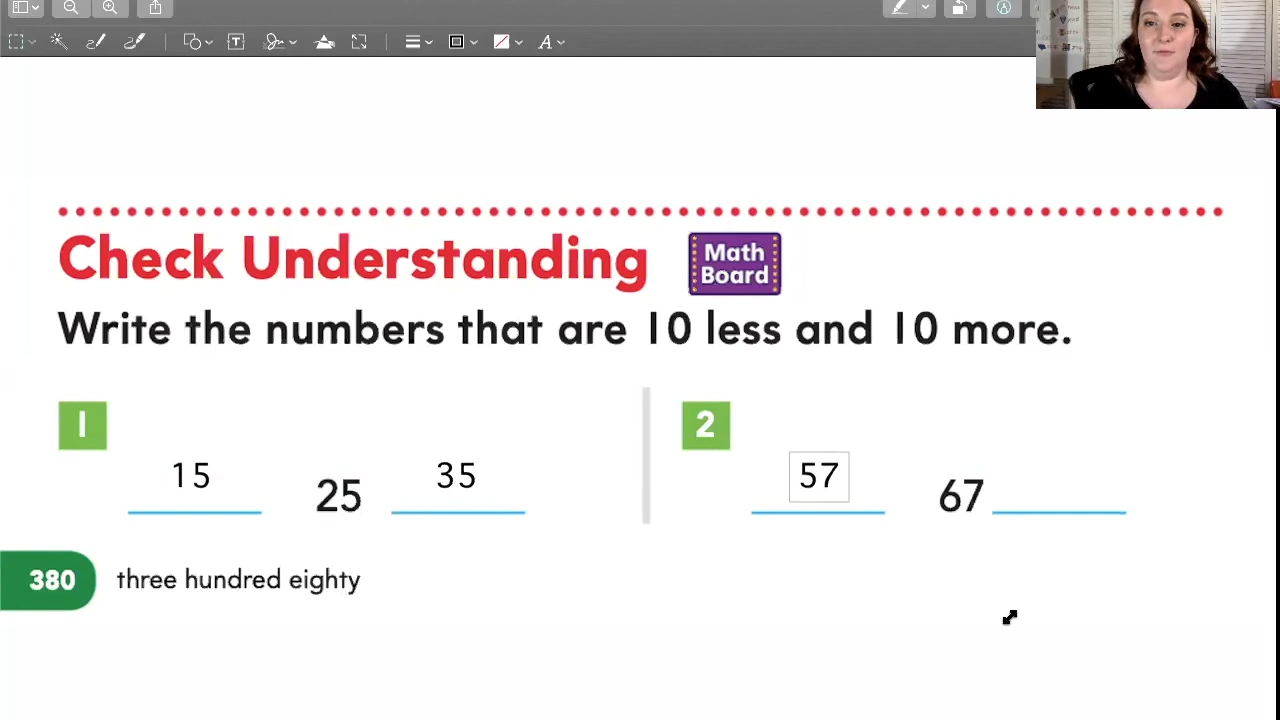 Check Understanding
Math
Board
Write the numbers that are 10 less and 10 more.
1
15 25 35
2
57 67
380 three hundred eighty